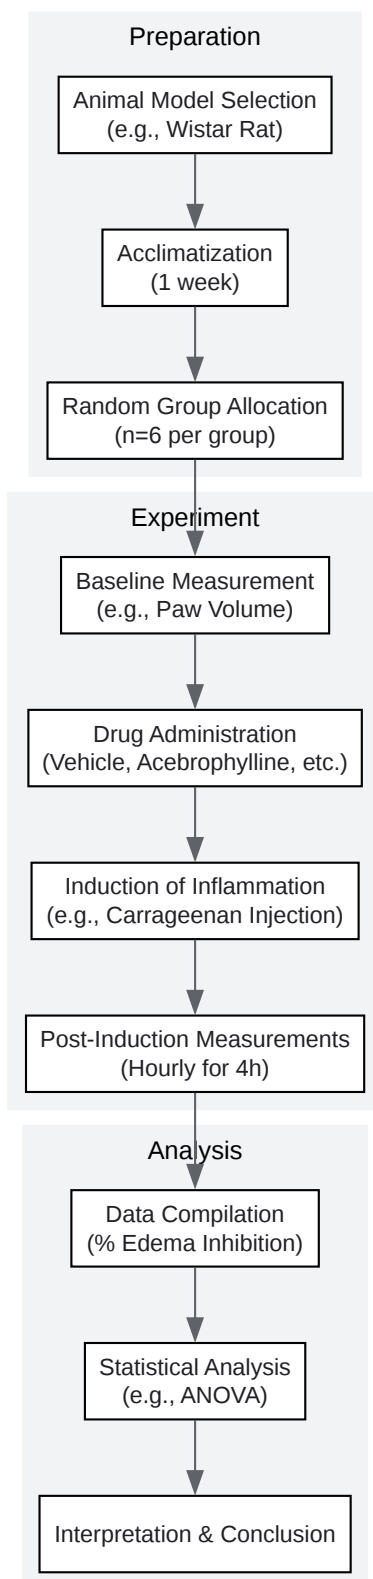 Preparation
Animal Model Selection
(e.g., Wistar Rat)
Acclimatization
(1 week)
Random Group Allocation
(n=6 per group)
Experiment
Baseline Measurement
(e.g., Paw Volume)
Drug Administration
(Vehicle, Acebrophylline, etc.)
Induction of Inflammation
(e.g., Carrageenan Injection)
Post-Induction Measurements
(Hourly for 4h)
Analysis
Data Compilation
(% Edema Inhibition)
Statistical Analysis
(e.g., ANOVA)
Interpretation & Conclusion